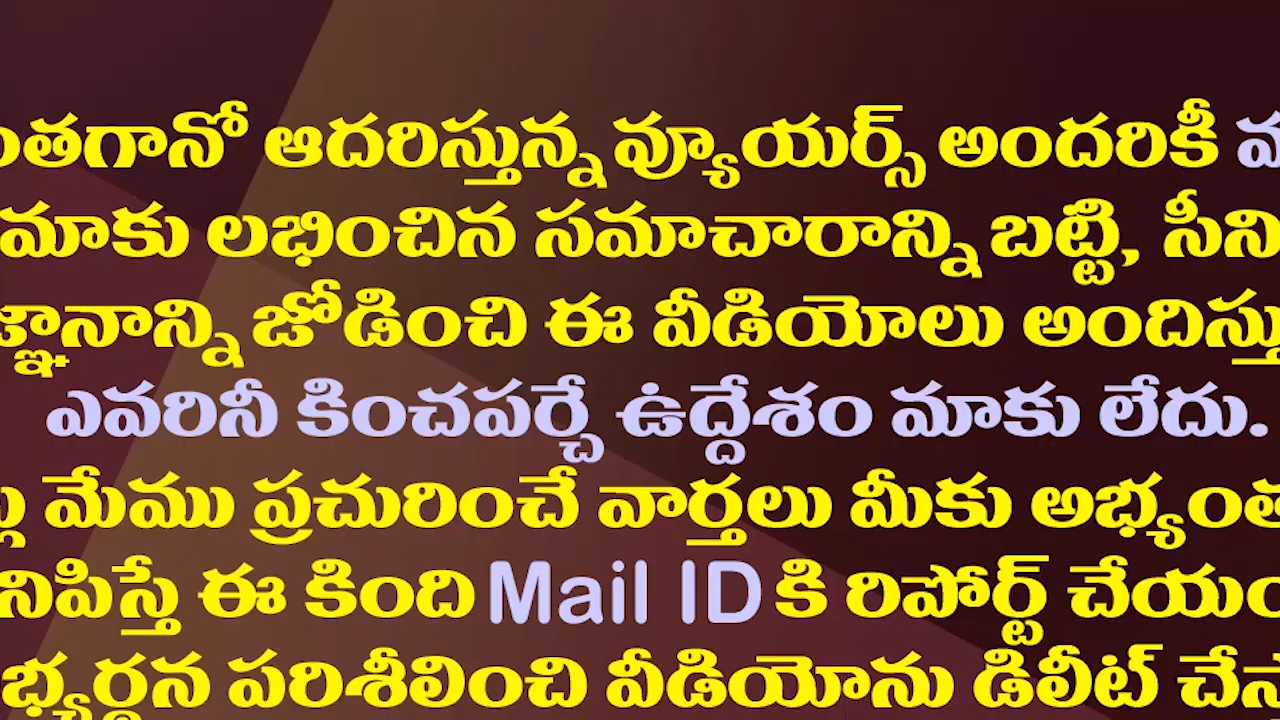 ఆదరిస్తున్న వ్యూయర్స్ అందరికీ
మాకు లభించిన సమాచారాన్ని బట్టి,
జోడించి ఈ వీడియోలు
ఎవరినీ కించపర్చే ఉద్దేశం మాకు లేదు.
మేము ప్రచురించే వార్తలు మీకు
ఈ కింది Mail ID కి రిపోర్ట్
పరిశీలించి వీడియోను డిలీట్